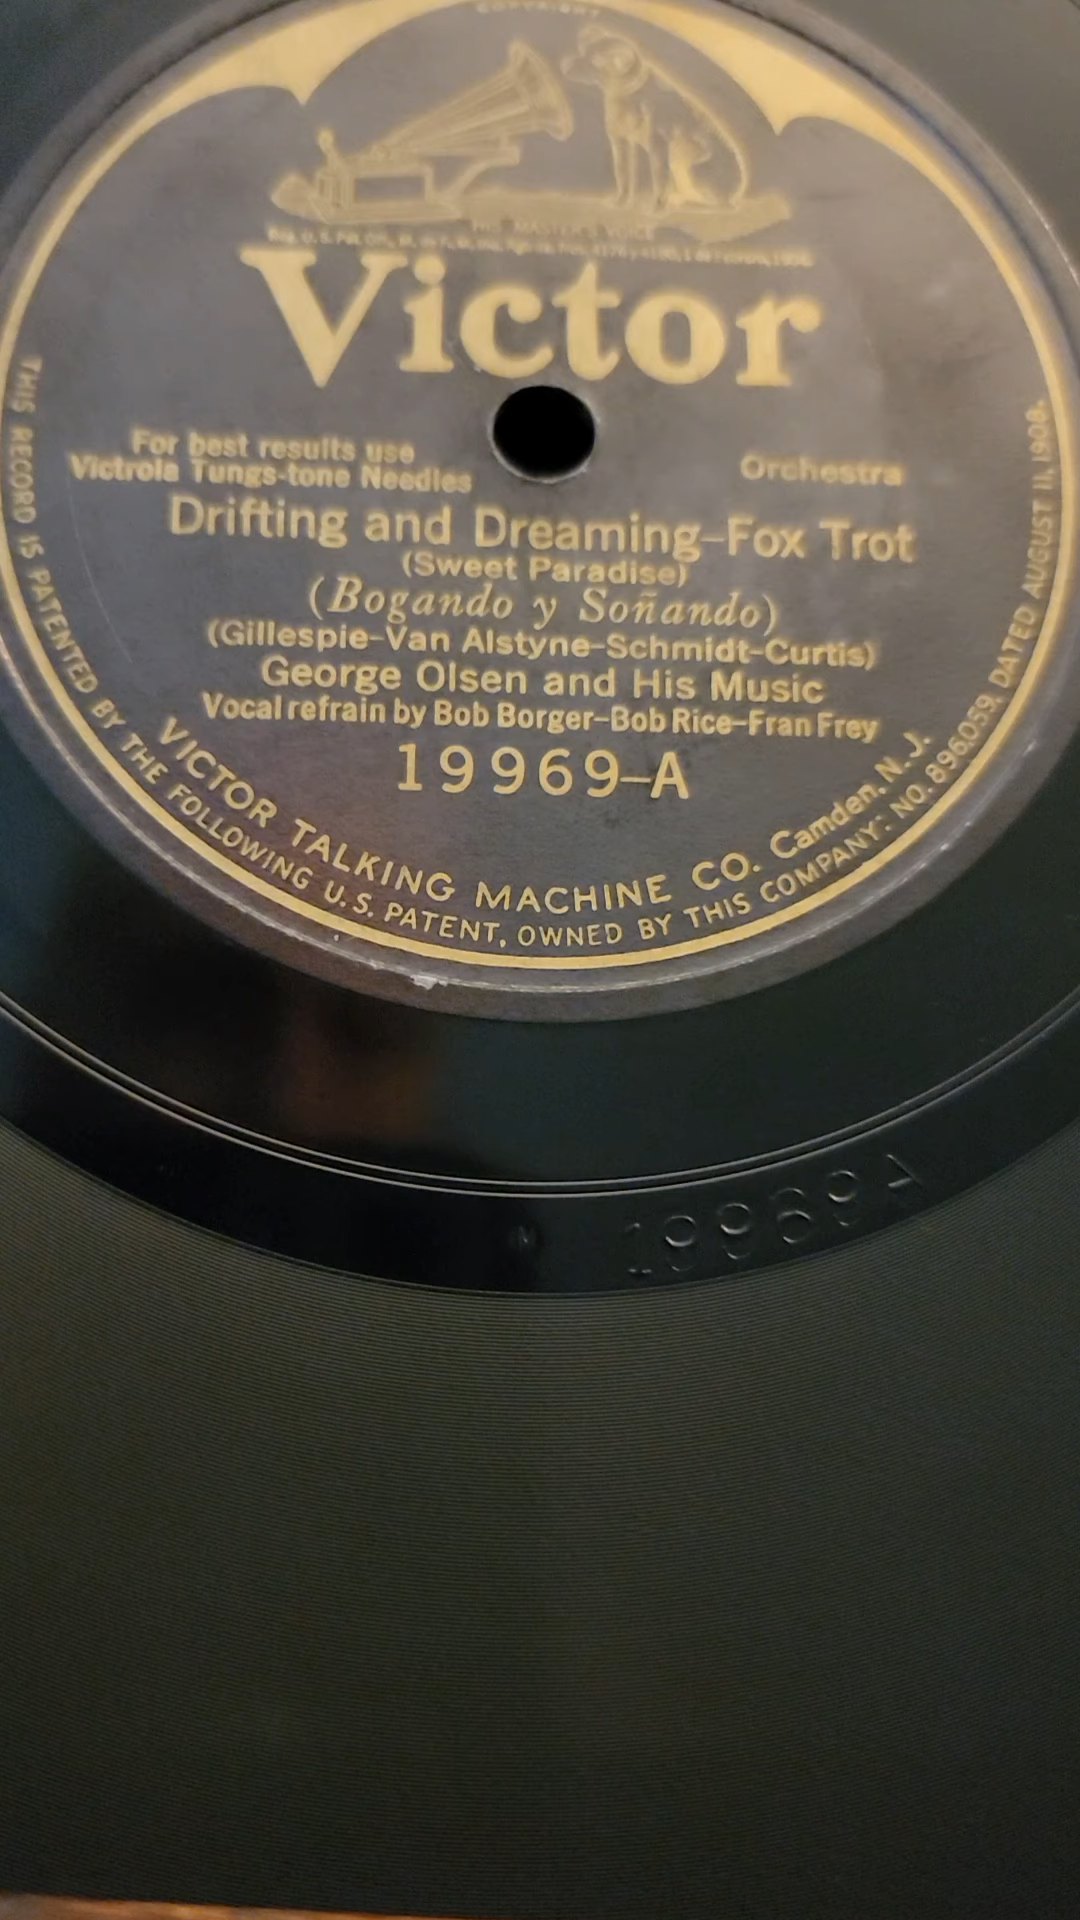 COPYRIGHT
HIS MASTER'S VOICE
Victor
For best results use
Victrola Tungs-tone Needles
Orchestra
Drifting and Dreaming–Fox Trot
(Sweet Paradise)
(Bogando y Soñando)
(Gillespie–Van Alstyne–Schmidt–Curtis)
George Olsen and His Music
Vocal refrain by Bob Borger–Bob Rice–Fran Frey
19969–A
VICTOR TALKING MACHINE CO. Camden, N. J.
THIS RECORD IS PATENTED BY THE FOLLOWING U.S. PATENT, OWNED BY THIS COMPANY: NO. 896,059, DATED AUGUST 11, 1908.
19969A